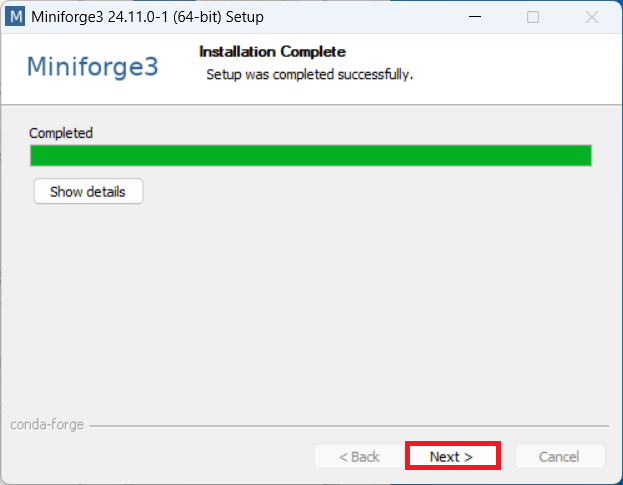 M Miniforge3 24.11.0-1 (64-bit) Setup
Miniforge3
Installation Complete
Setup was completed successfully.
Completed
Show details
conda-forge
< Back
Next >
Cancel